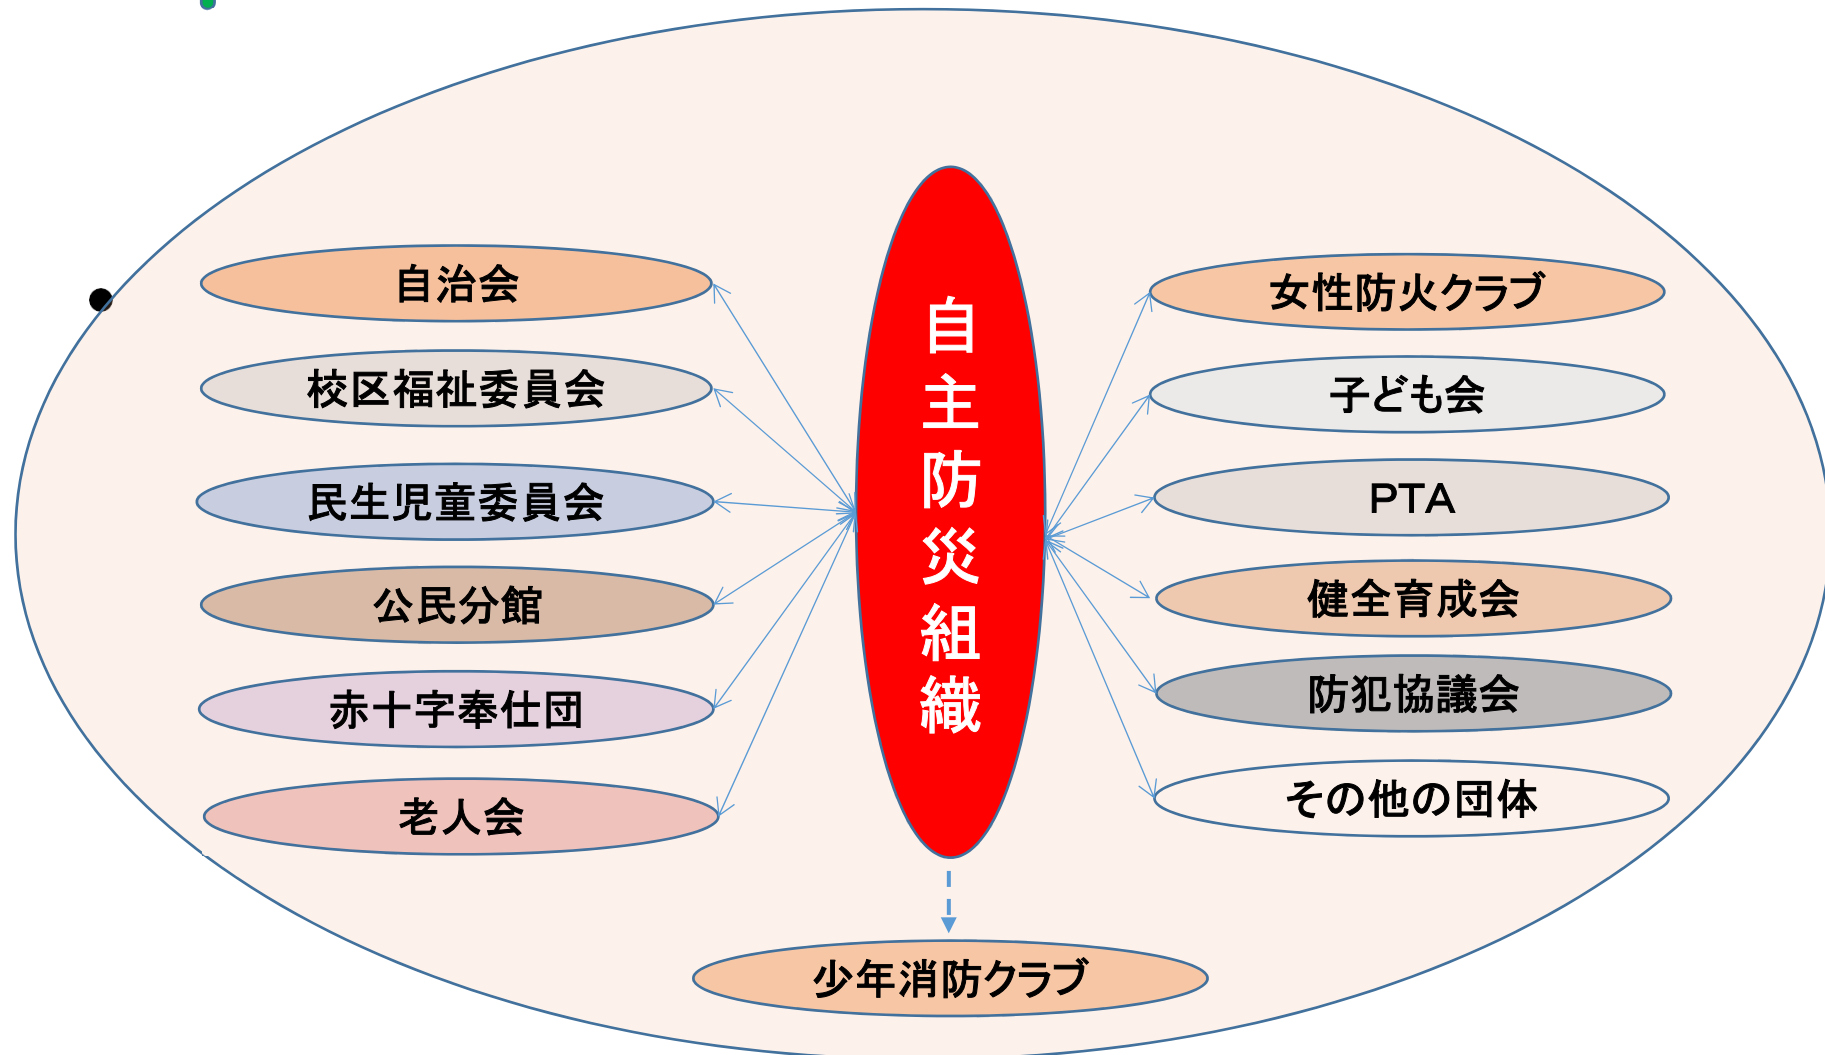 自治会
校区福祉委員会
民生児童委員会
公民分館
赤十字奉仕団
老人会
自主防災組織
女性防火クラブ
子ども会
PTA
健全育成会
防犯協議会
その他の団体
少年消防クラブ